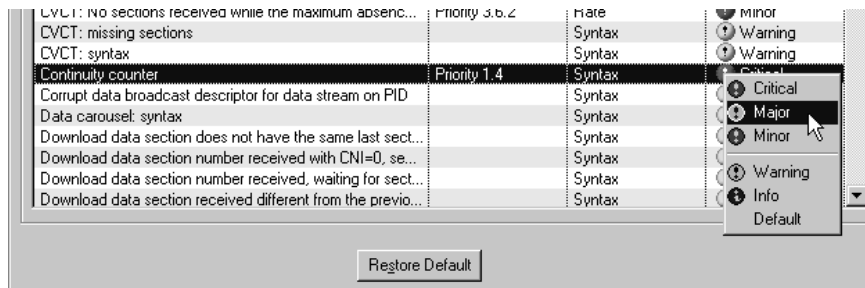 CVCT: No sections received while the maximum absenc... Priority 3.6.2 Rate Minor
CVCT: missing sections Syntax Warning
CVCT: syntax Syntax Warning
Continuity counter Priority 1.4 Syntax Critical
Corrupt data broadcast descriptor for data stream on PID Syntax
Data carousel: syntax Syntax
Download data section does not have the same last sect... Syntax
Download data section number received with CNI=0, se... Syntax
Download data section number received, waiting for sect... Syntax
Download data section received different from the previo... Syntax
Critical
Major
Minor
Warning
Info
Default
Restore Default